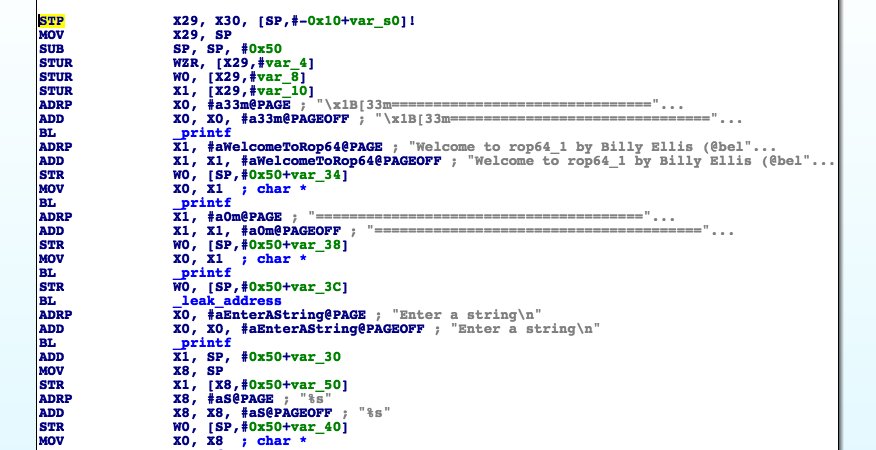 STP X29, X30, [SP,#-0x10+var_s0]!
MOV X29, SP
SUB SP, SP, #0x50
STUR WZR, [X29,#var_4]
STUR W0, [X29,#var_8]
STUR X1, [X29,#var_10]
ADRP X0, #a33m@PAGE ; "\x1B[33m================================"...
ADD X0, X0, #a33m@PAGEOFF ; "\x1B[33m================================"...
BL _printf
ADRP X1, #aWelcomeToRop64@PAGE ; "Welcome to rop64_1 by Billy Ellis (@bel"...
ADD X1, X1, #aWelcomeToRop64@PAGEOFF ; "Welcome to rop64_1 by Billy Ellis (@bel"...
STR W0, [SP,#0x50+var_34]
MOV X0, X1 ; char *
BL _printf
ADRP X1, #a0m@PAGE ; "======================================="...
ADD X1, X1, #a0m@PAGEOFF ; "======================================="...
STR W0, [SP,#0x50+var_38]
MOV X0, X1 ; char *
BL _printf
STR W0, [SP,#0x50+var_3C]
BL _leak_address
ADRP X0, #aEnterAString@PAGE ; "Enter a string\n"
ADD X0, X0, #aEnterAString@PAGEOFF ; "Enter a string\n"
BL _printf
ADD X1, SP, #0x50+var_30
MOV X8, SP
STR X1, [X8,#0x50+var_50]
ADRP X8, #aS@PAGE ; "%s"
ADD X8, X8, #aS@PAGEOFF ; "%s"
STR W0, [SP,#0x50+var_40]
MOV X0, X8 ; char *